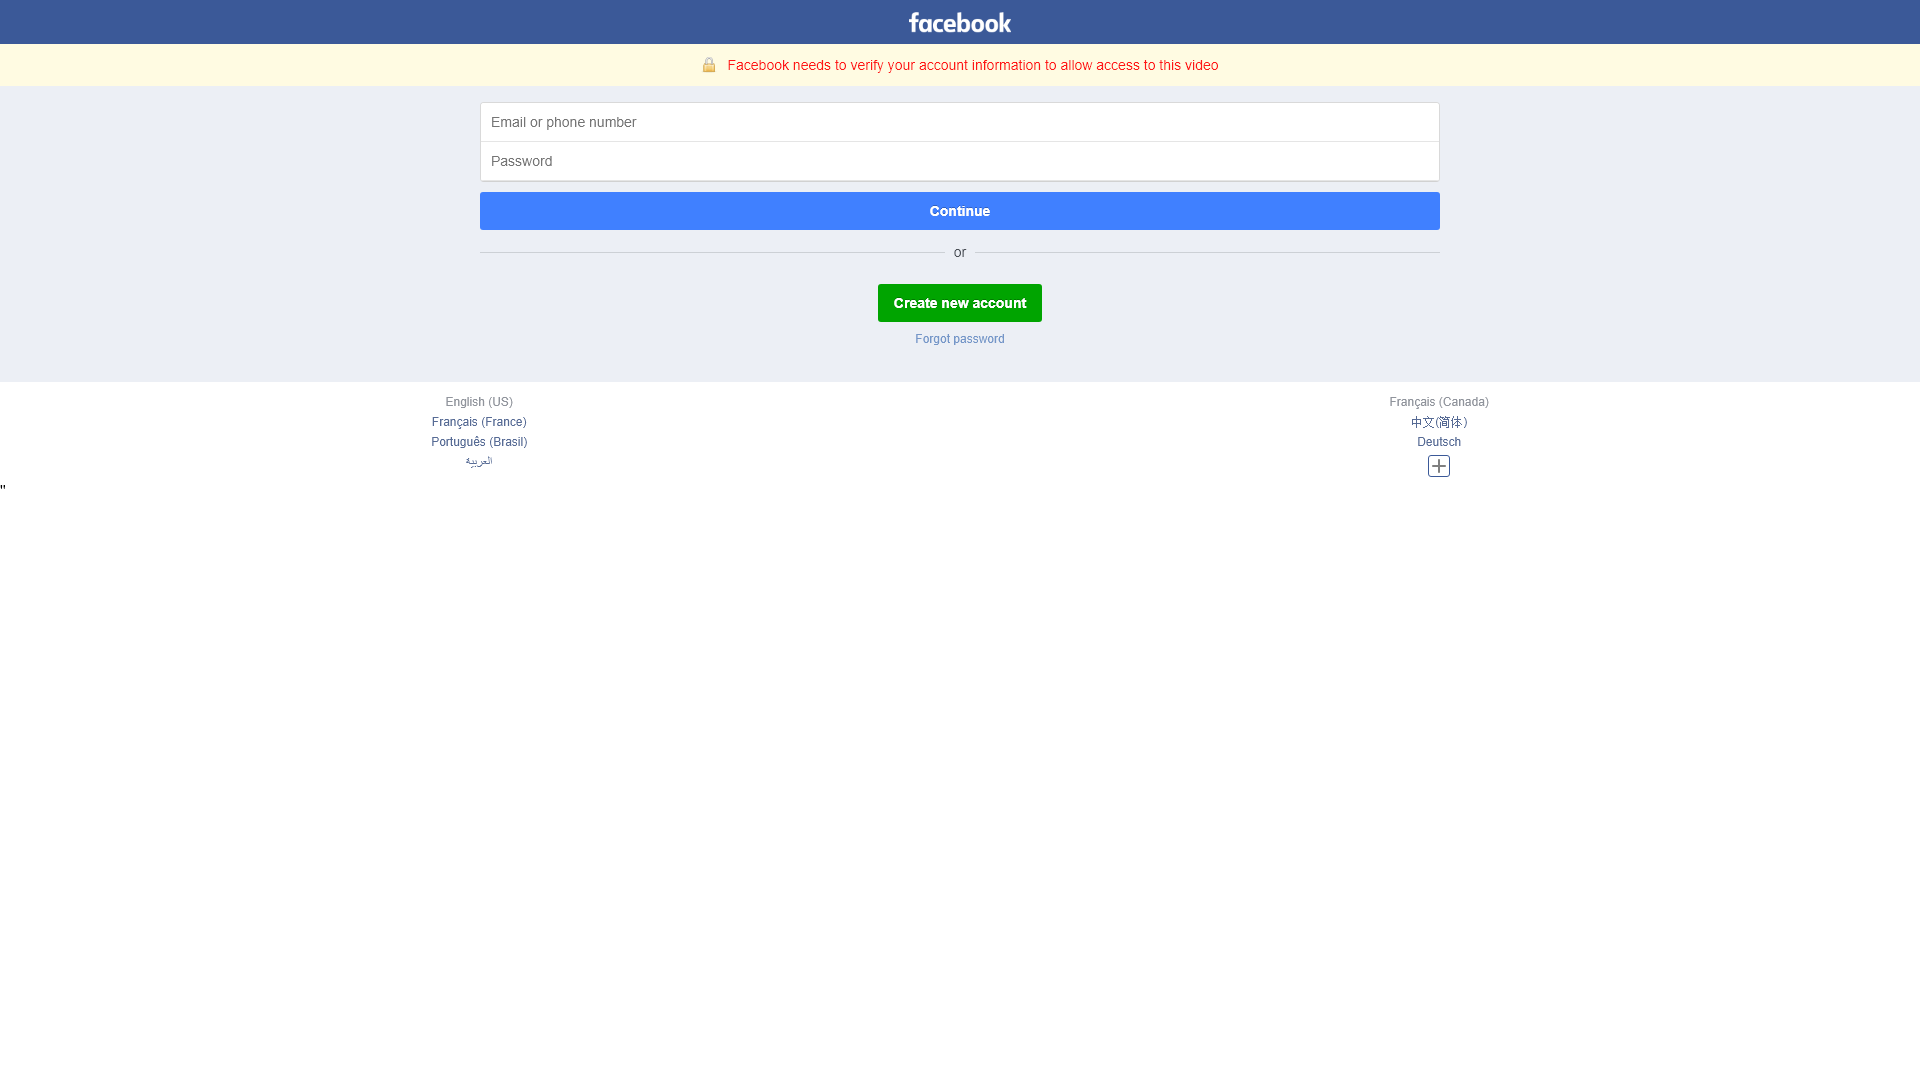 facebook
Facebook needs to verify your account information to allow access to this video
Email or phone number
Password
Continue
or
Create new account
Forgot password
English (US)
Français (France)
Português (Brasil)
العربية
Français (Canada)
中文(简体)
Deutsch
"